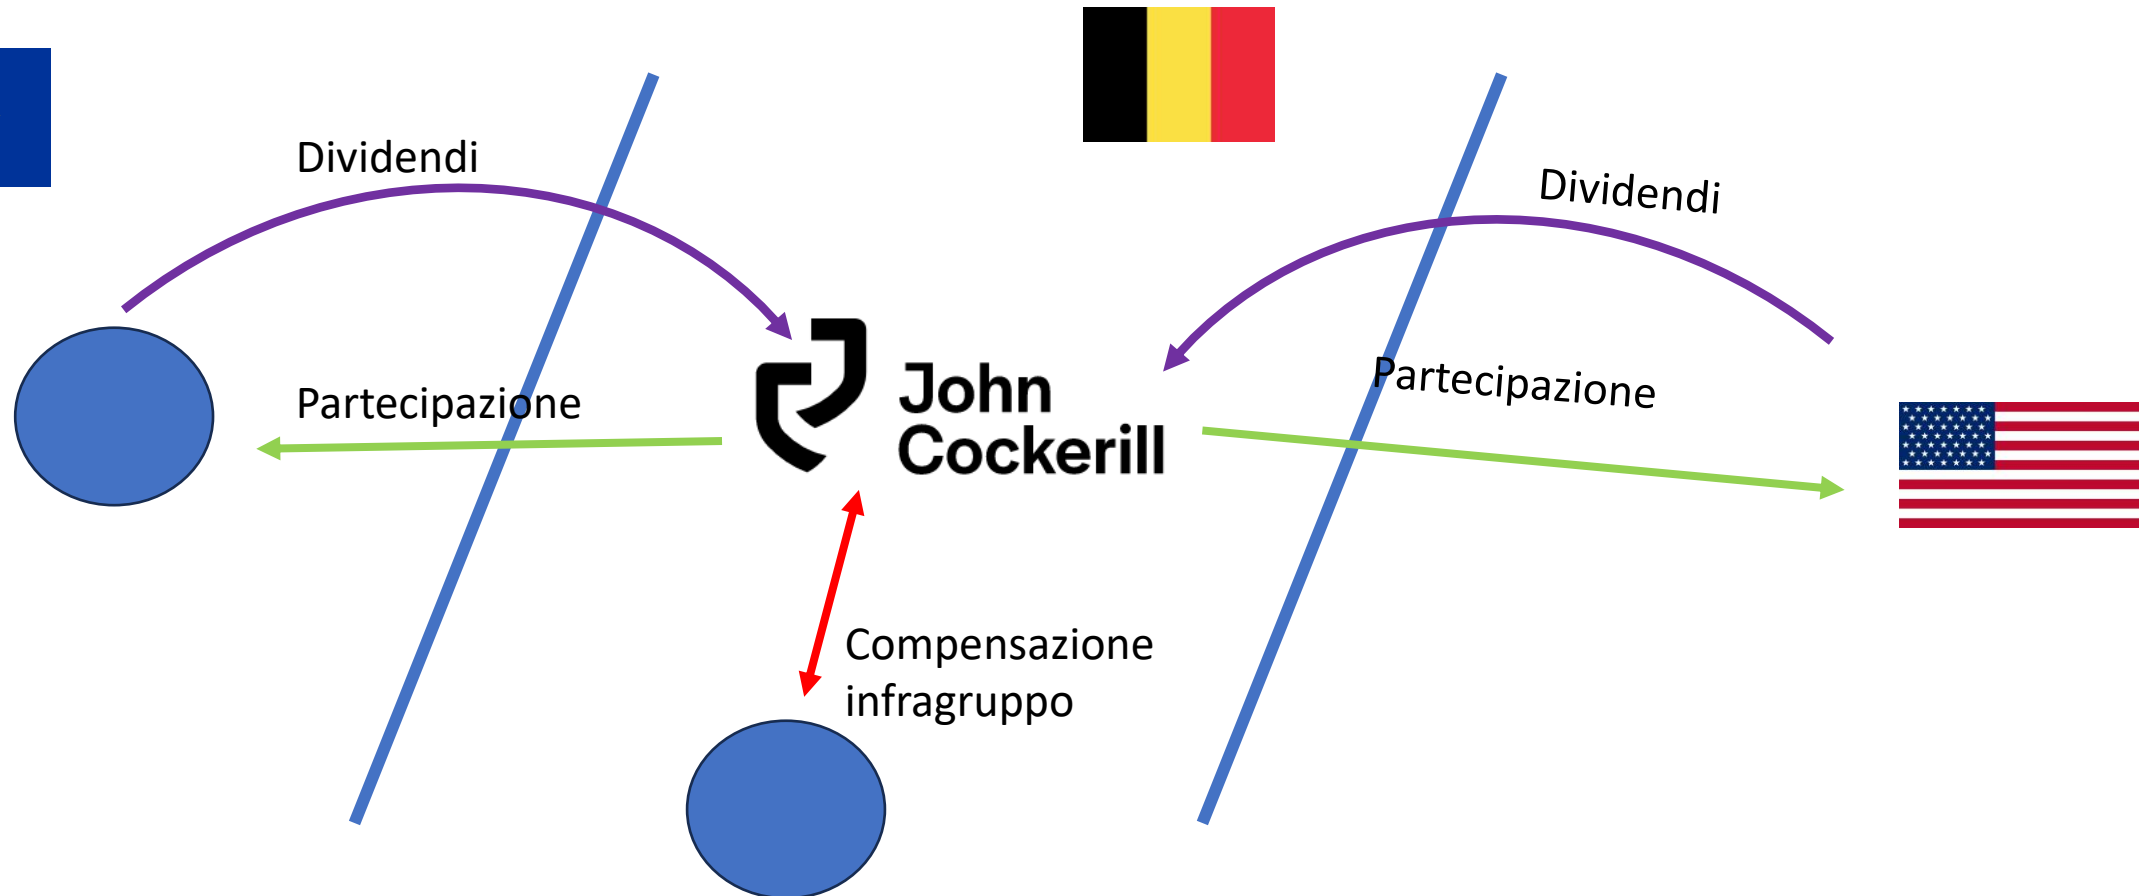 Dividendi
Dividendi
Partecipazione
Partecipazione
John
Cockerill
Compensazione
infragruppo